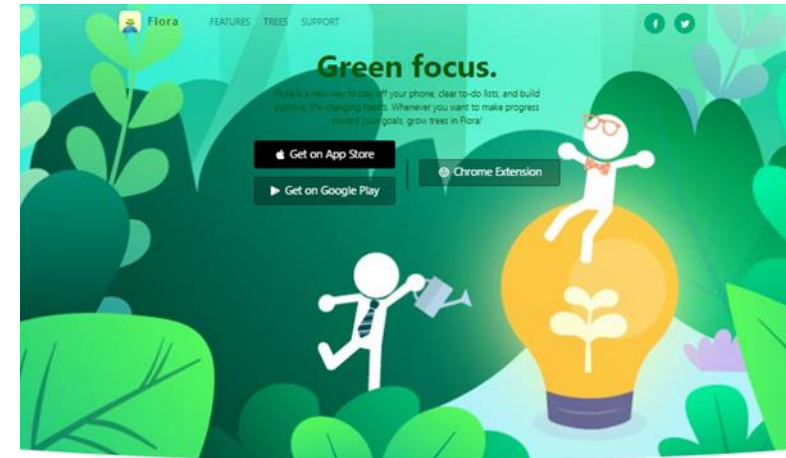 Flora FEATURES TREES SUPPORT
Green focus.
Flora is a new way to stay off your phone, clear to-do lists, and build
positive, life-changing habits. Whenever you want to make progress
toward your goals, grow trees in Flora!
Get on App Store
Get on Google Play
Chrome Extension